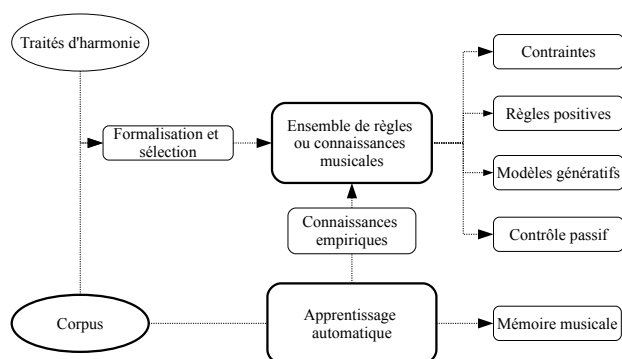 Traités d'harmonie
Formalisation et
sélection
Ensemble de règles
ou connaissances
musicales
Contraintes
Règles positives
Modèles génératifs
Contrôle passif
Connaissances
empiriques
Corpus
Apprentissage
automatique
Mémoire musicale